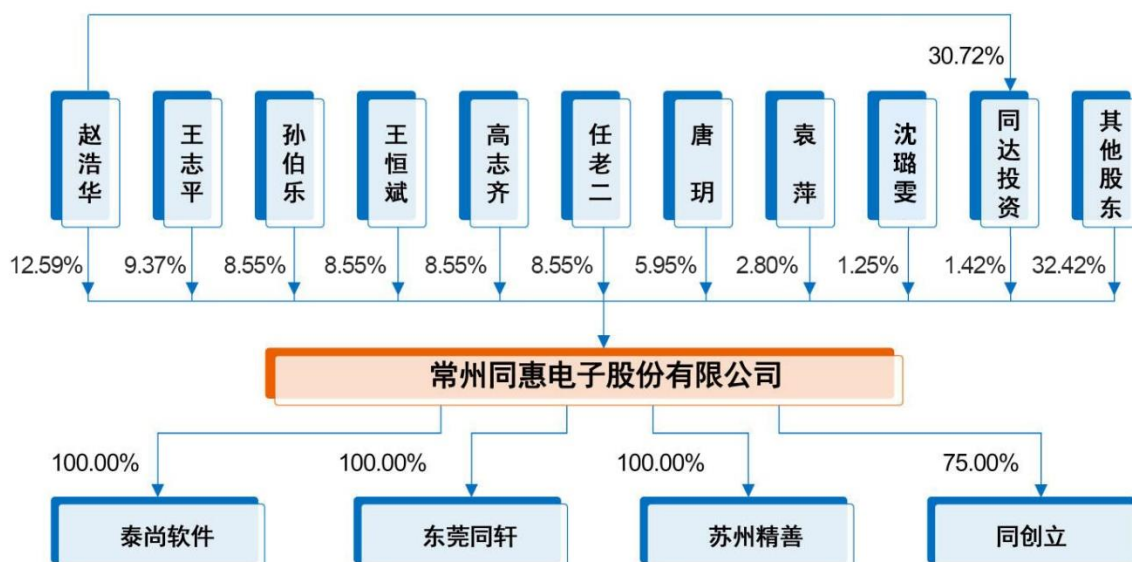 30.72%
赵浩华
王志平
孙伯乐
王恒斌
高志齐
任老二
唐玥
袁萍
沈璐雯
同达投资
其他股东
12.59%
9.37%
8.55%
8.55%
8.55%
8.55%
5.95%
2.80%
1.25%
1.42%
32.42%
常州同惠电子股份有限公司
100.00%
100.00%
100.00%
75.00%
泰尚软件
东莞同轩
苏州精善
同创立